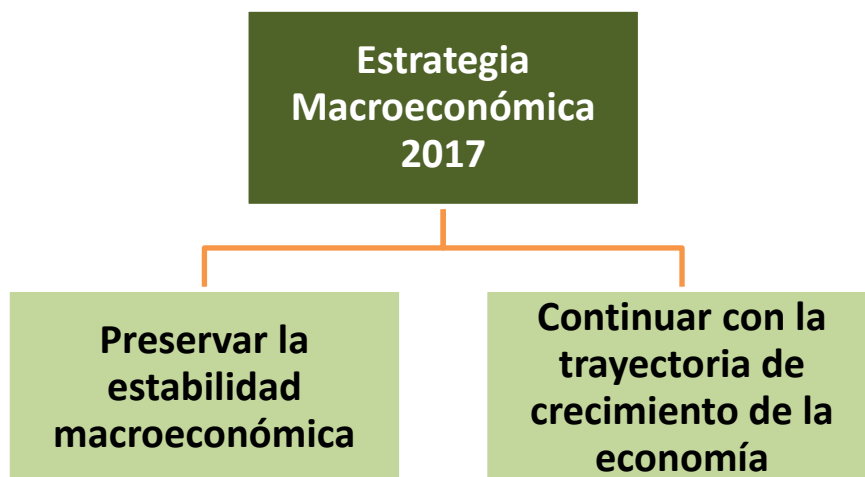 Estrategia
Macroeconómica
2017
Preservar la
estabilidad
macroeconómica
Continuar con la
trayectoria de
crecimiento de la
economía